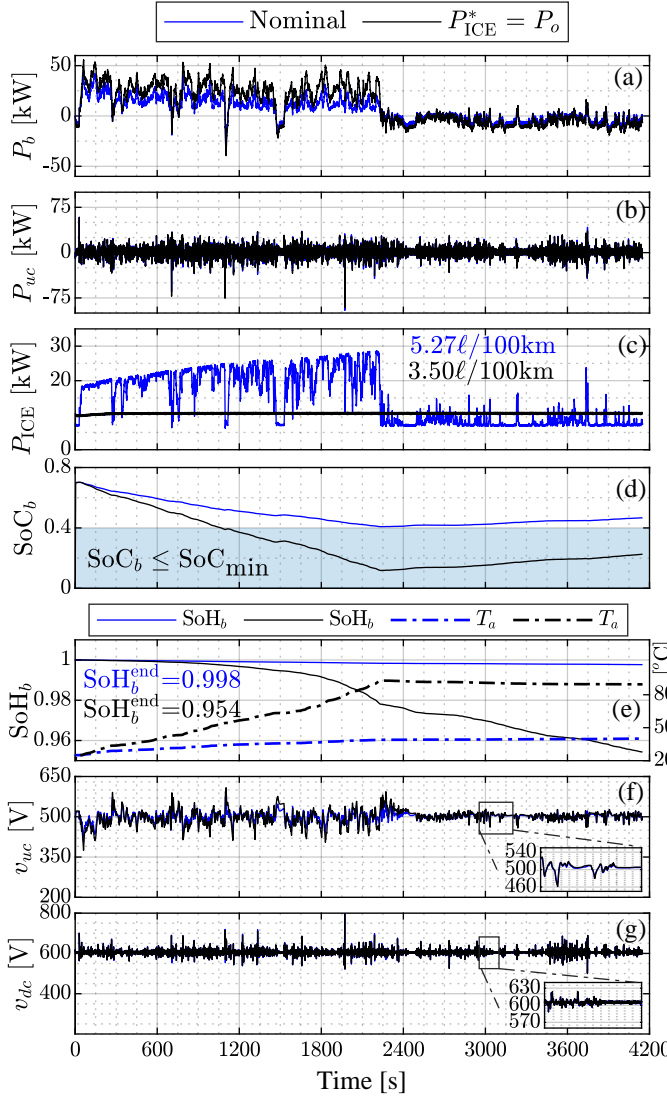 Nominal P*ICE = Po
50
0
50
Pb [kW]
(a)
75
0
-75
Puc [kW]
(b)
30
20
0
PICE [kW]
5.27ℓ/100km
3.50ℓ/100km
(c)
0.8
0.4
0
SoCb
(d)
SoCb ≤ SoCmin
SoHb SoHb Ta Ta
1
0.98
0.96
SoHb
SoHbend=0.998
SoHbend=0.954
(e)
[°C]
80
50
20
650
500
350
200
vuc [V]
(f)
540
500
460
800
600
400
vdc [V]
(g)
630
600
570
0 600 1200 1800 2400 3000 3600 4200
Time [s]